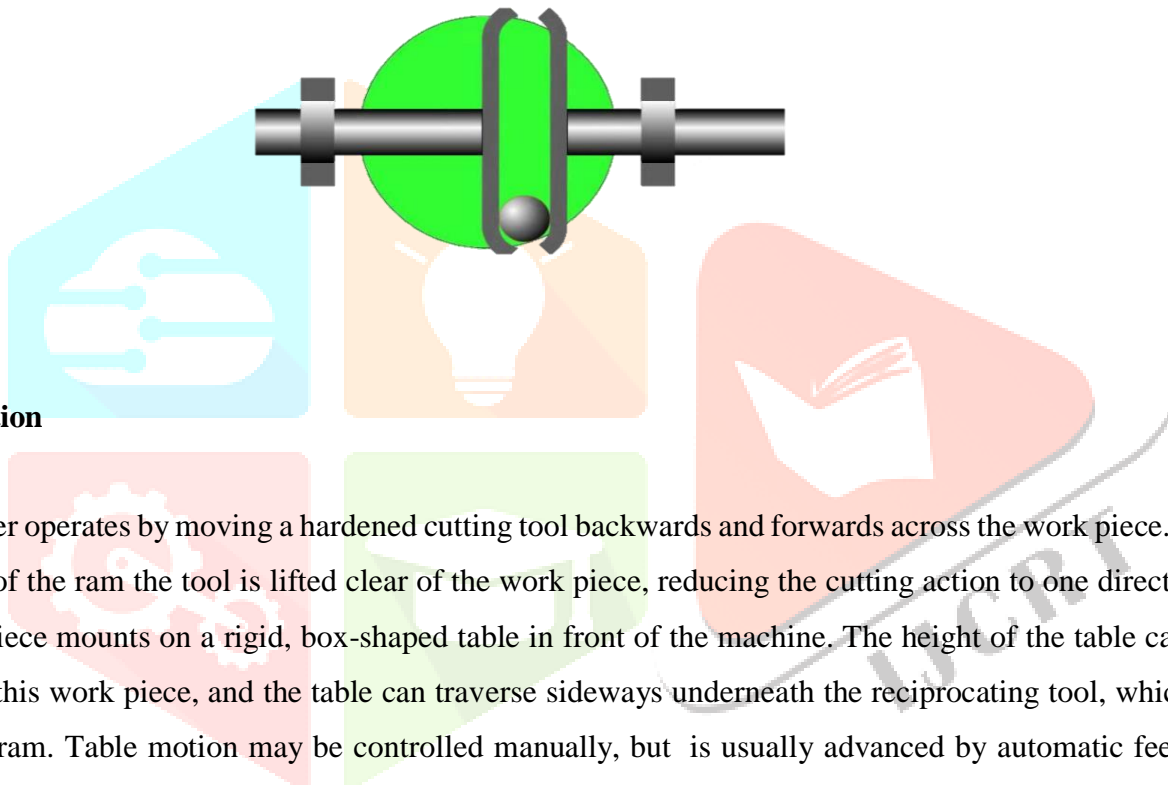 tion
er operates by moving a hardened cutting tool backwards and forwards across the work piece.
of the ram the tool is lifted clear of the work piece, reducing the cutting action to one direct
iece mounts on a rigid, box-shaped table in front of the machine. The height of the table ca
this work piece, and the table can traverse sideways underneath the reciprocating tool, whic
ram. Table motion may be controlled manually, but is usually advanced by automatic fee
IJCRT